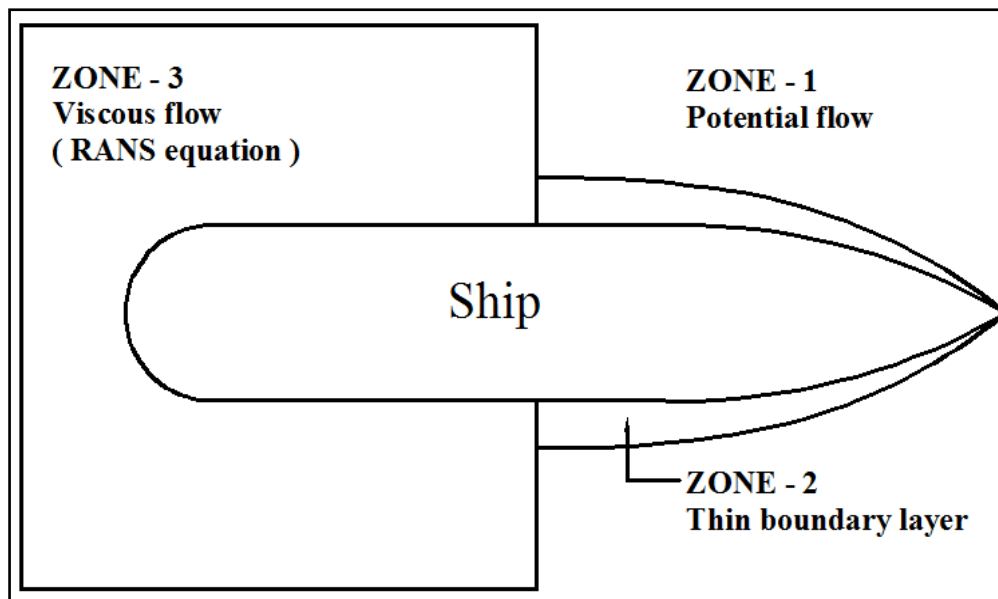 ZONE - 3
Viscous flow
( RANS equation )
ZONE - 1
Potential flow
Ship
ZONE - 2
Thin boundary layer